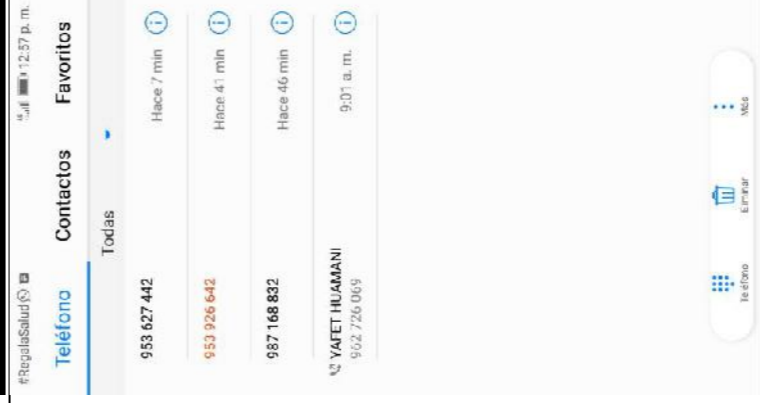 #RegalaSalud 12:57 p. m.
Teléfono Contactos Favoritos
Todas
953 627 442 Hace 7 min
953 926 642 Hace 41 min
987 168 832 Hace 46 min
YAFET HUAMANI 9:01 a. m.
962 726 069
Teléfono Eliminar Más